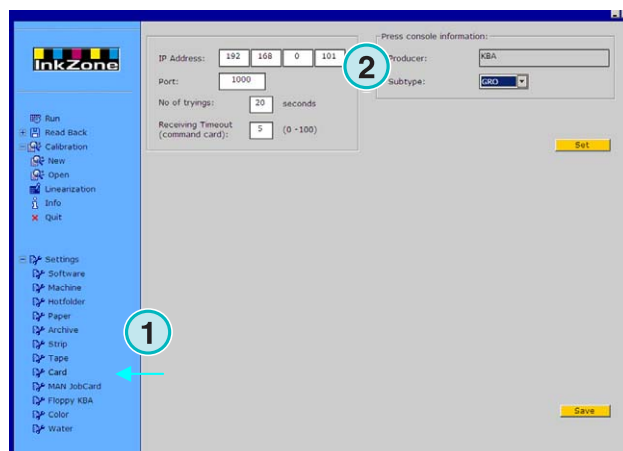 InkZone
Run
Read Back
Calibration
New
Open
Linearization
Info
Quit
Settings
Software
Machine
Hotfolder
Paper
Archive
Strip
Tape
Card
MAN JobCard
Floppy KBA
Color
Water
1
IP Address: 192 168 0 101
Port: 1000
No of tryings: 20 seconds
Receiving Timeout
(command card): 5 (0 -100)
2
Press console information:
Producer: KBA
Subtype: GRO
Set
Save